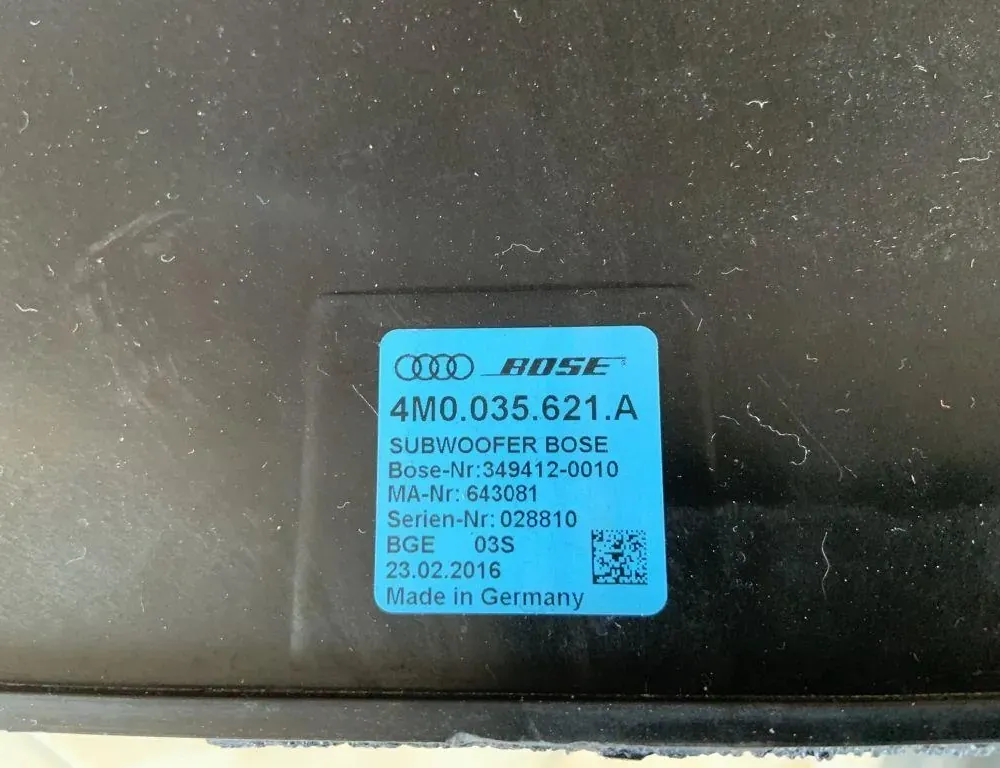 BOSE
4M0.035.621.A
SUBWOOFER BOSE
Bose-Nr:349412-0010
MA-Nr: 643081
Serien-Nr: 028810
BGE 03S
23.02.2016
Made in Germany